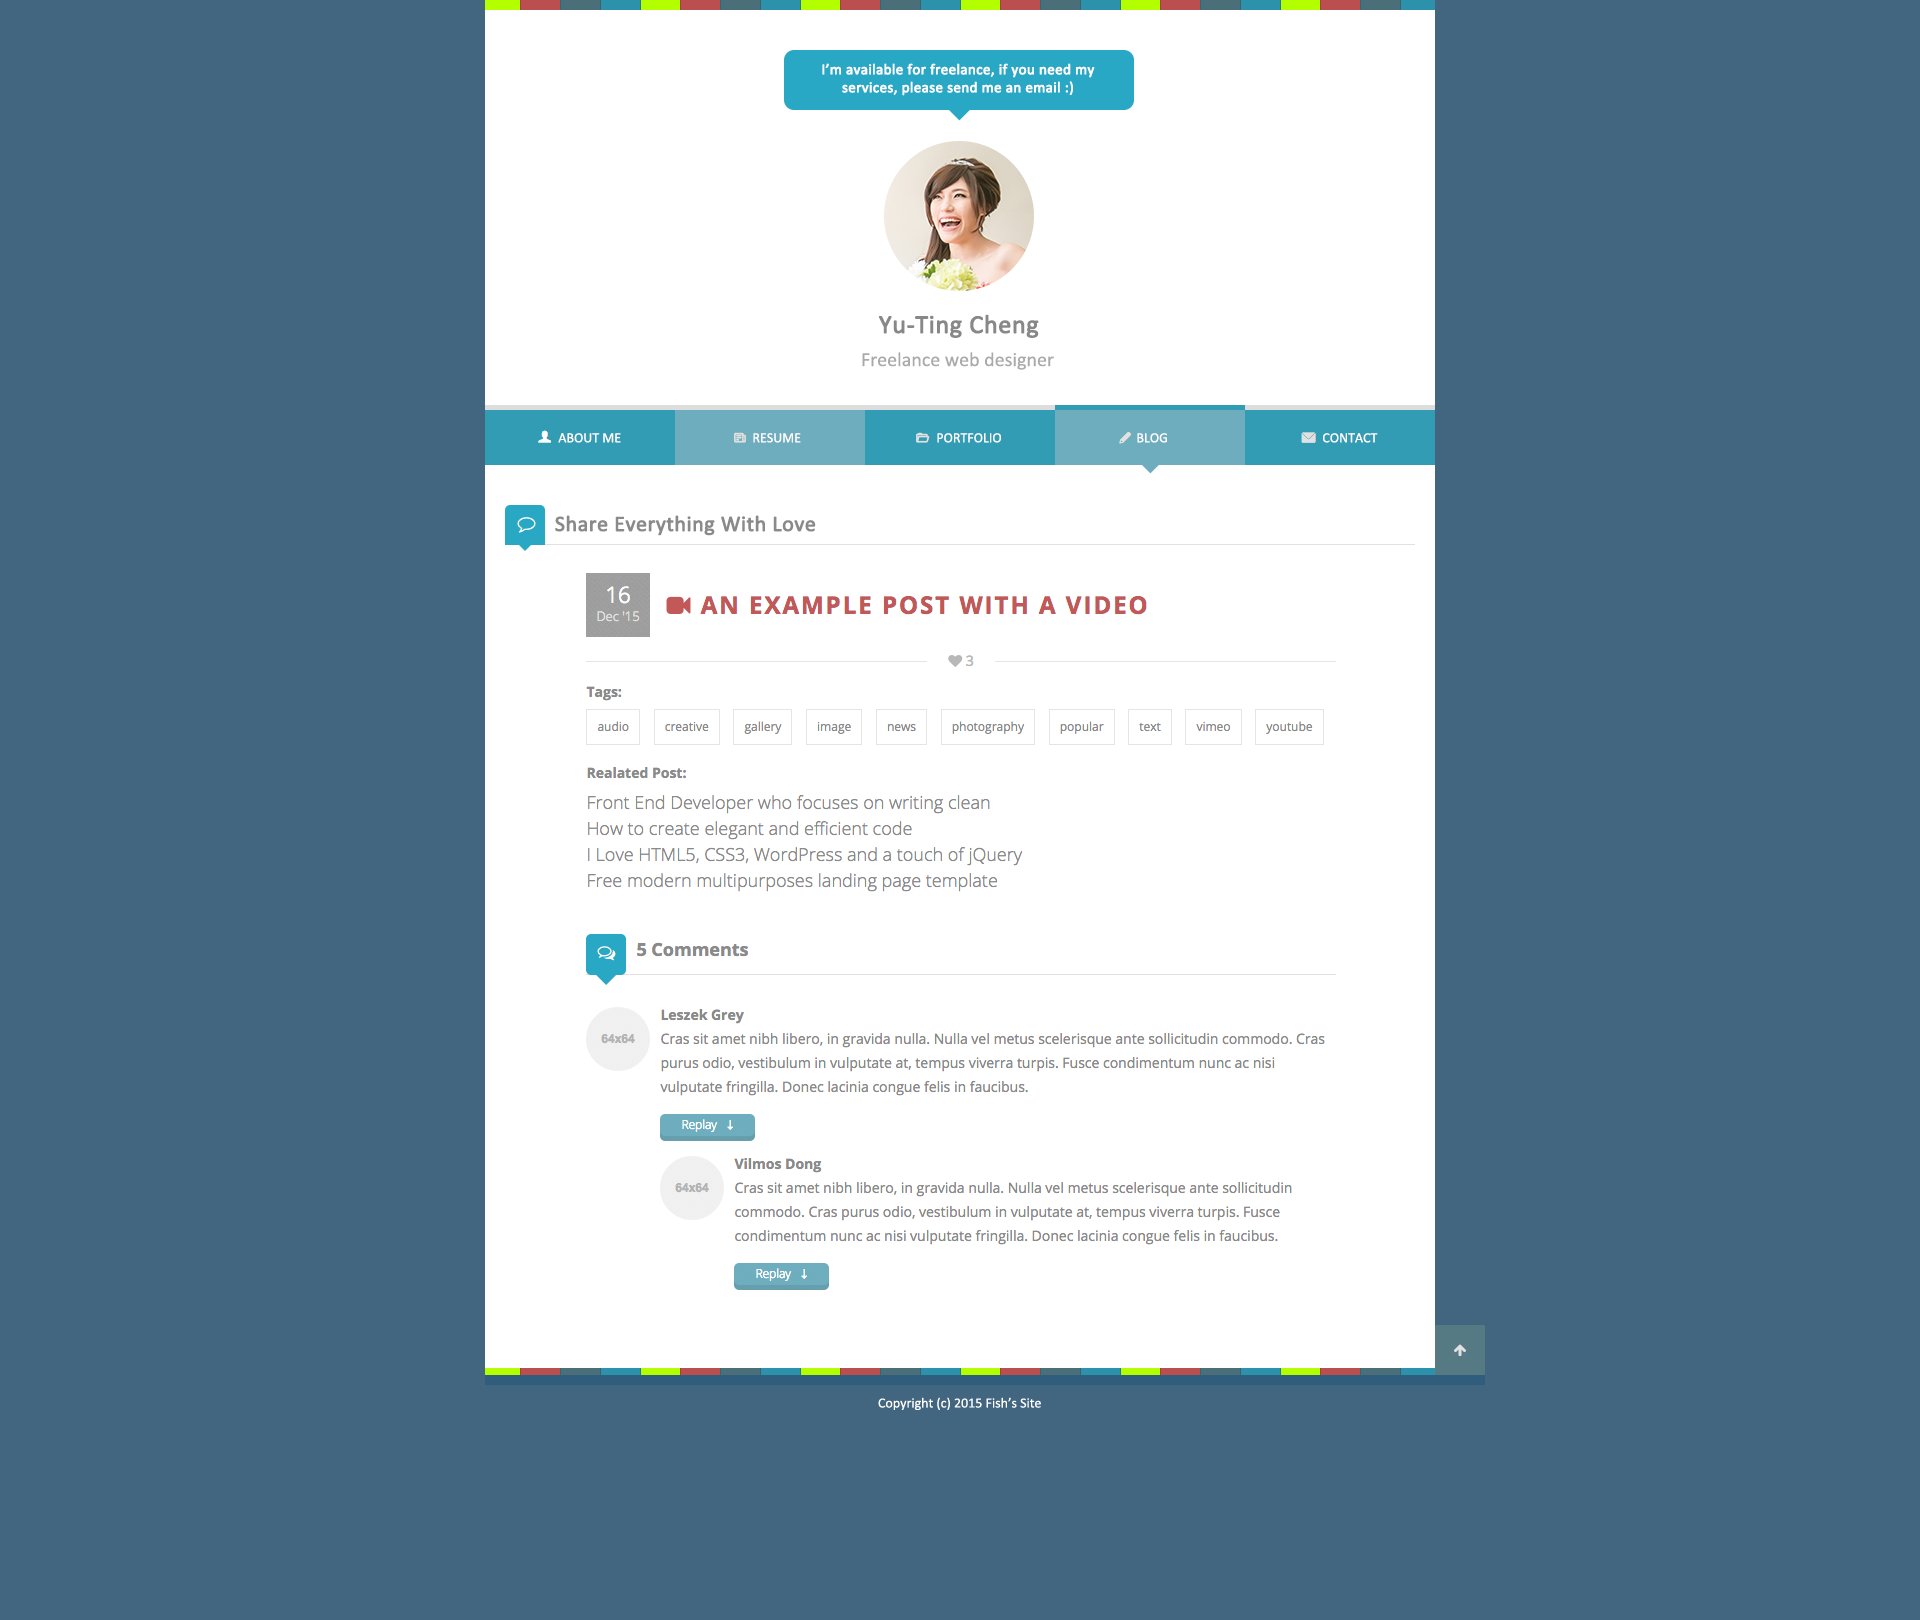 I'm available for freelance, if you need my
services, please send me an email :)
Yu-Ting Cheng
Freelance web designer
ABOUT ME RESUME PORTFOLIO BLOG CONTACT
Share Everything With Love
16
Dec '15
AN EXAMPLE POST WITH A VIDEO
3
Tags:
audio creative gallery image news photography popular text vimeo youtube
Realated Post:
Front End Developer who focuses on writing clean
How to create elegant and efficient code
I Love HTML5, CSS3, WordPress and a touch of jQuery
Free modern multipurposes landing page template
5 Comments
64x64
Leszek Grey
Cras sit amet nibh libero, in gravida nulla. Nulla vel metus scelerisque ante sollicitudin commodo. Cras
purus odio, vestibulum in vulputate at, tempus viverra turpis. Fusce condimentum nunc ac nisi
vulputate fringilla. Donec lacinia congue felis in faucibus.
Replay ↓
64x64
Vilmos Dong
Cras sit amet nibh libero, in gravida nulla. Nulla vel metus scelerisque ante sollicitudin
commodo. Cras purus odio, vestibulum in vulputate at, tempus viverra turpis. Fusce
condimentum nunc ac nisi vulputate fringilla. Donec lacinia congue felis in faucibus.
Replay ↓
Copyright (c) 2015 Fish's Site